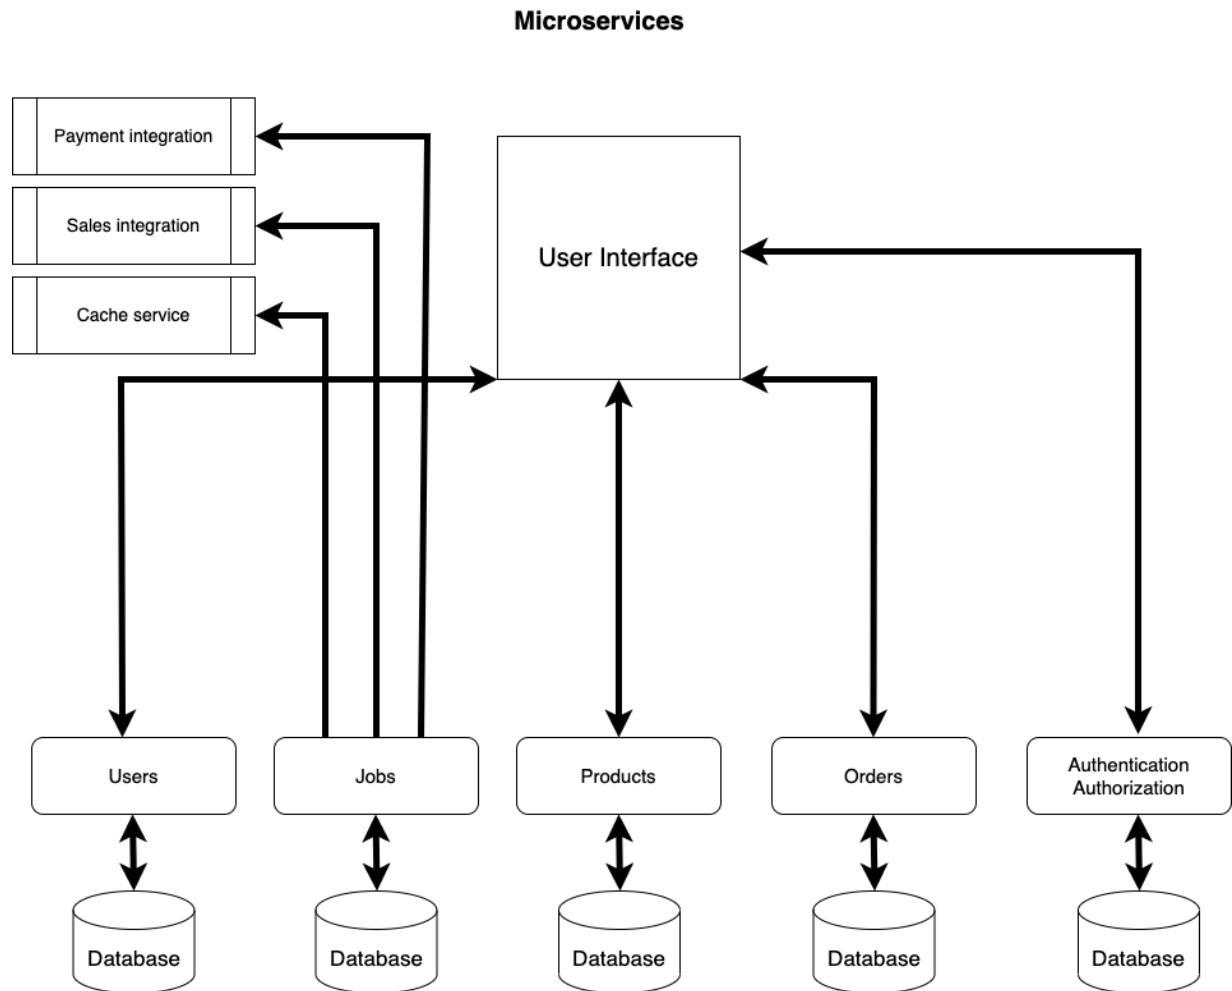 Microservices
Payment integration
Sales integration
Cache service
User Interface
Users
Jobs
Products
Orders
Authentication
Authorization
Database
Database
Database
Database
Database